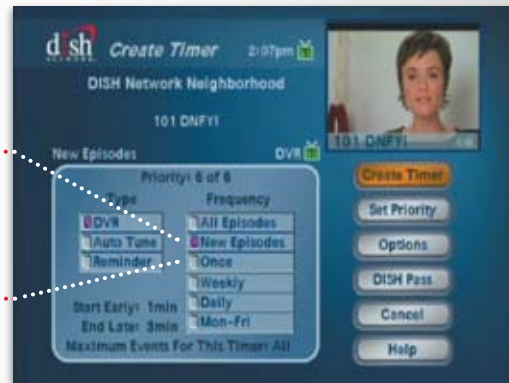 dish
NETWORK
Create Timer
2:07pm
DISH Network Neighborhood
101 DNFYI
101 DNFYI
New Episodes
DVR
Priority: 6 of 6
Type
Frequency
DVR
Auto Tune
Reminder
All Episodes
New Episodes
Once
Weekly
Daily
Mon-Fri
Start Early: 1min
End Late: 3min
Maximum Events For This Timer: All
Create Timer
Set Priority
Options
DISH Pass
Cancel
Help